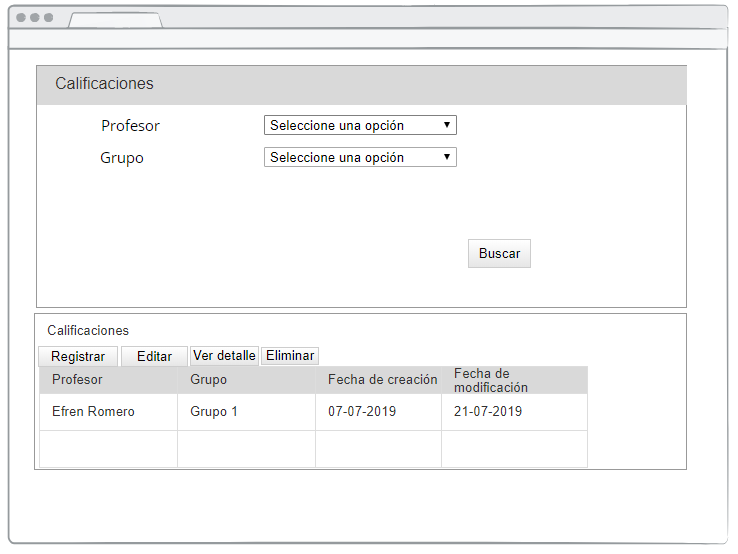 Calificaciones
Profesor Seleccione una opción
Grupo Seleccione una opción
Buscar
Calificaciones
Registrar Editar Ver detalle Eliminar
Profesor Grupo Fecha de creación Fecha de
modificación
Efren Romero Grupo 1 07-07-2019 21-07-2019